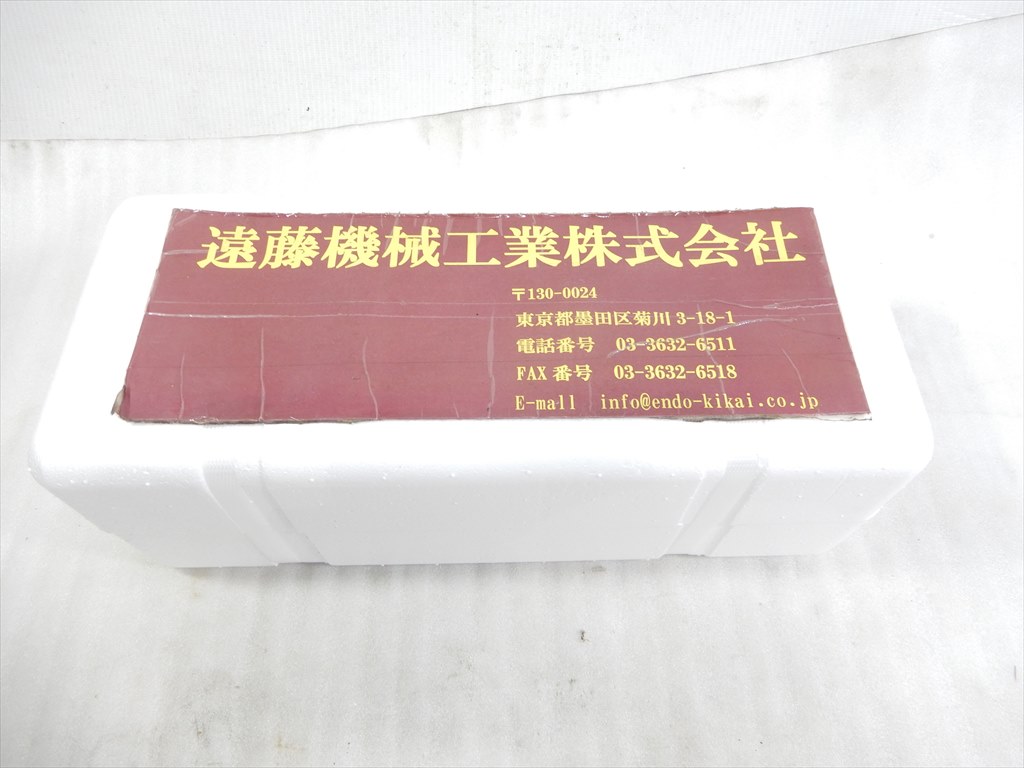 遠藤機械工業株式会社
〒130-0024
東京都墨田区菊川 3-18-1
電話番号 03-3632-6511
FAX 番号 03-3632-6518
E-mall info@endo-kikai.co.jp